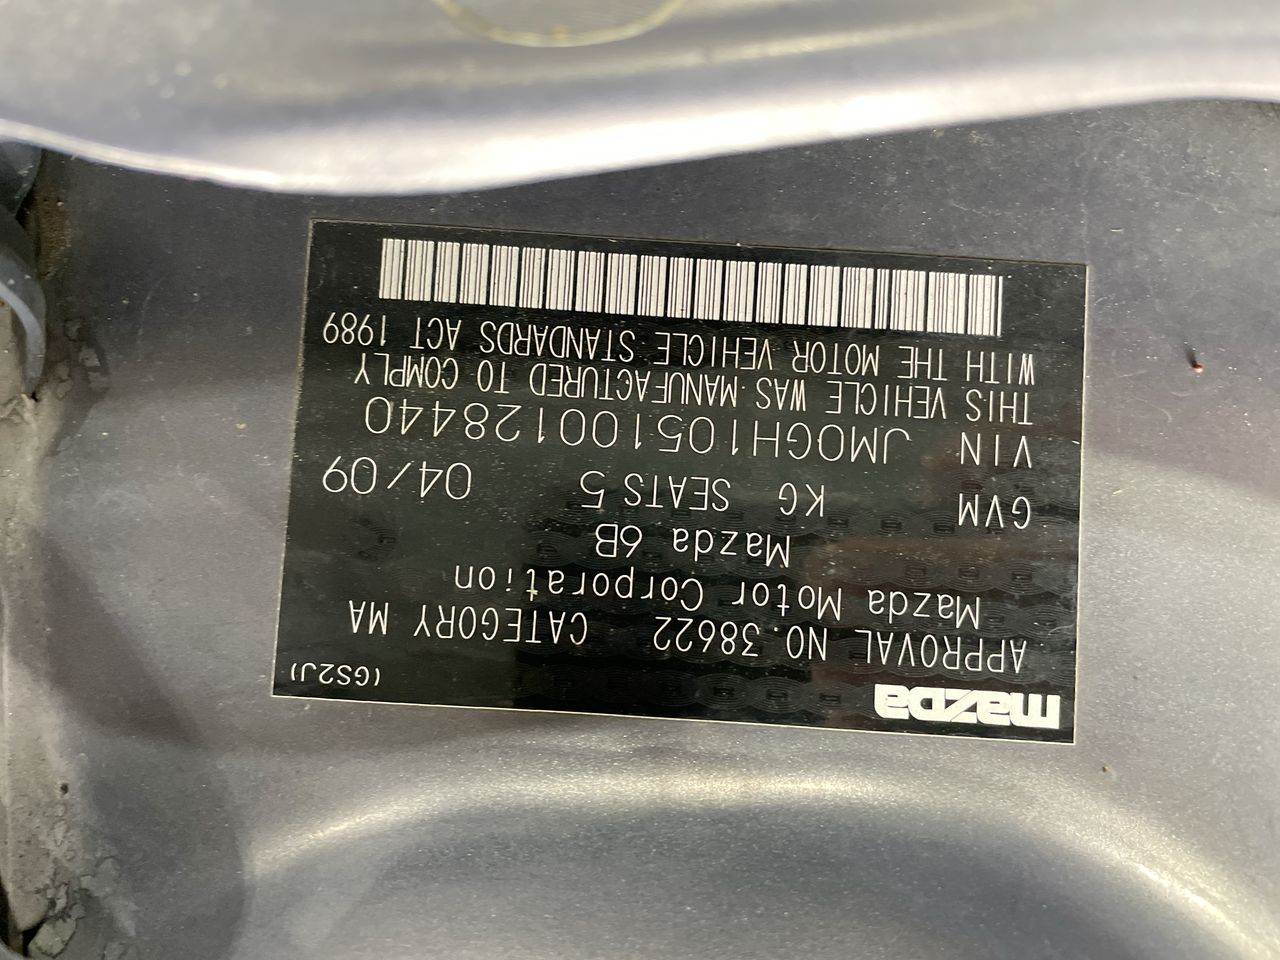 mazda (GS2J)
APPROVAL NO. 38622 CATEGORY MA
Mazda Motor Corporation
Mazda 6B
GVM KG SEATS 5 04/09
VIN JM0GH105100128440
THIS VEHICLE WAS MANUFACTURED TO COMPLY
WITH THE MOTOR VEHICLE STANDARDS ACT 1989